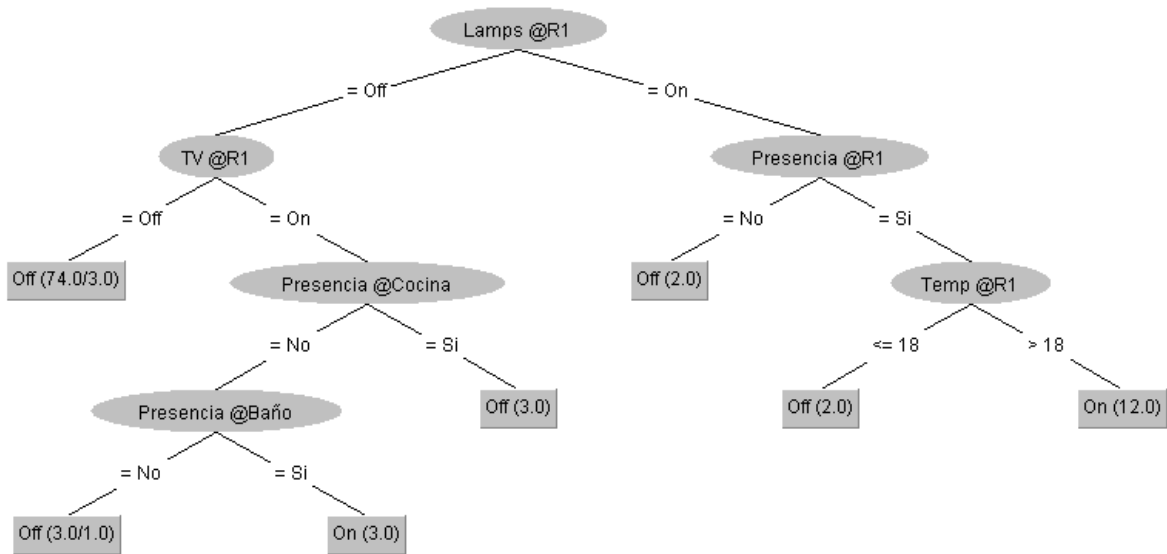 Lamps @R1
= Off
= On
TV @R1
Presencia @R1
= Off
= On
= No
= Si
Off (74.0/3.0)
Presencia @Cocina
Off (2.0)
Temp @R1
= No
= Si
<= 18
> 18
Presencia @Baño
Off (3.0)
Off (2.0)
On (12.0)
= No
= Si
Off (3.0/1.0)
On (3.0)